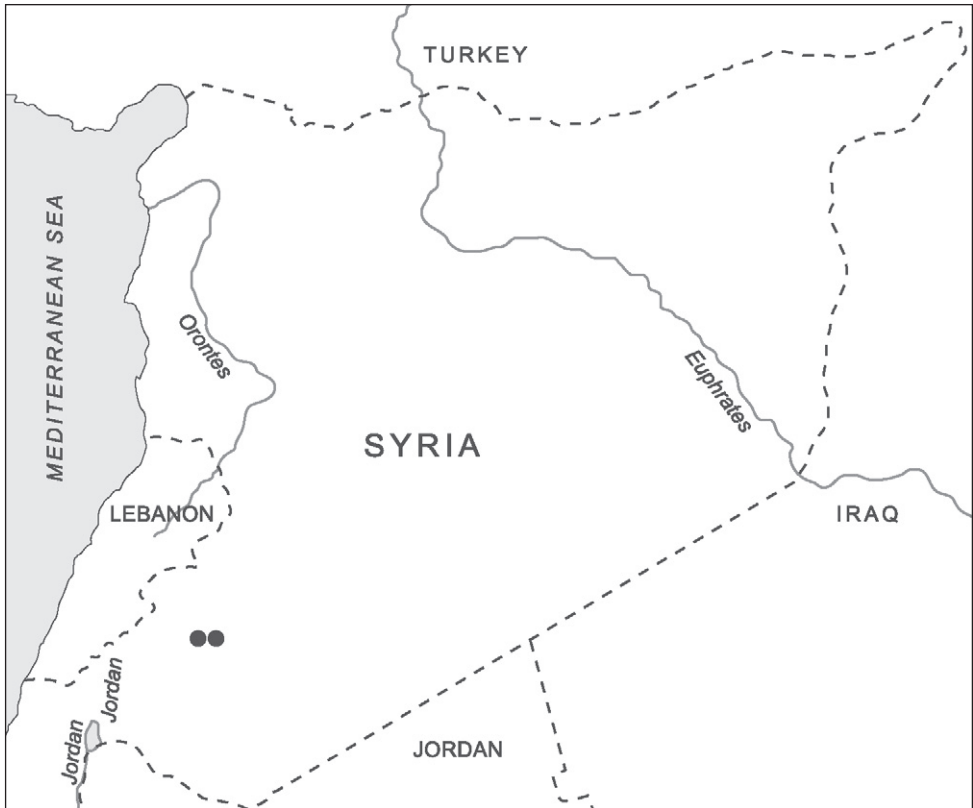 TURKEY
MEDITERRANEAN SEA
Orontes
Euphrates
SYRIA
LEBANON
IRAQ
Jordan
Jordan
JORDAN